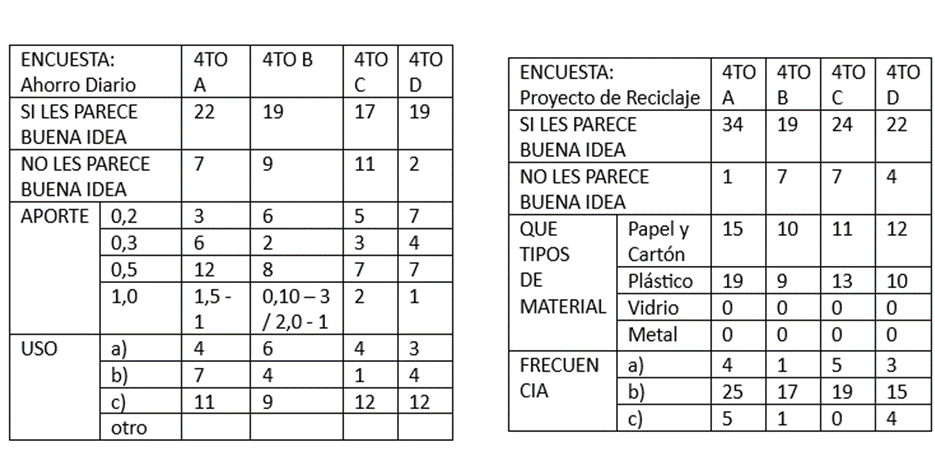 ENCUESTA: 4TO 4TO B 4TO 4TO
Ahorro Diario A C D
SI LES PARECE 22 19 17 19
BUENA IDEA
NO LES PARECE 7 9 11 2
BUENA IDEA
APORTE 0,2 3 6 5 7
0,3 6 2 3 4
0,5 12 8 7 7
1,0 1,5 - 0,10 – 3 2 1
1 / 2,0 - 1
USO a) 4 6 4 3
b) 7 4 1 4
c) 11 9 12 12
otro
ENCUESTA: 4TO 4TO 4TO 4TO
Proyecto de Reciclaje A B C D
SI LES PARECE 34 19 24 22
BUENA IDEA
NO LES PARECE 1 7 7 4
BUENA IDEA
QUE Papel y 15 10 11 12
TIPOS Cartón
DE Plástico 19 9 13 10
MATERIAL Vidrio 0 0 0 0
Metal 0 0 0 0
FRECUEN a) 4 1 5 3
CIA b) 25 17 19 15
c) 5 1 0 4